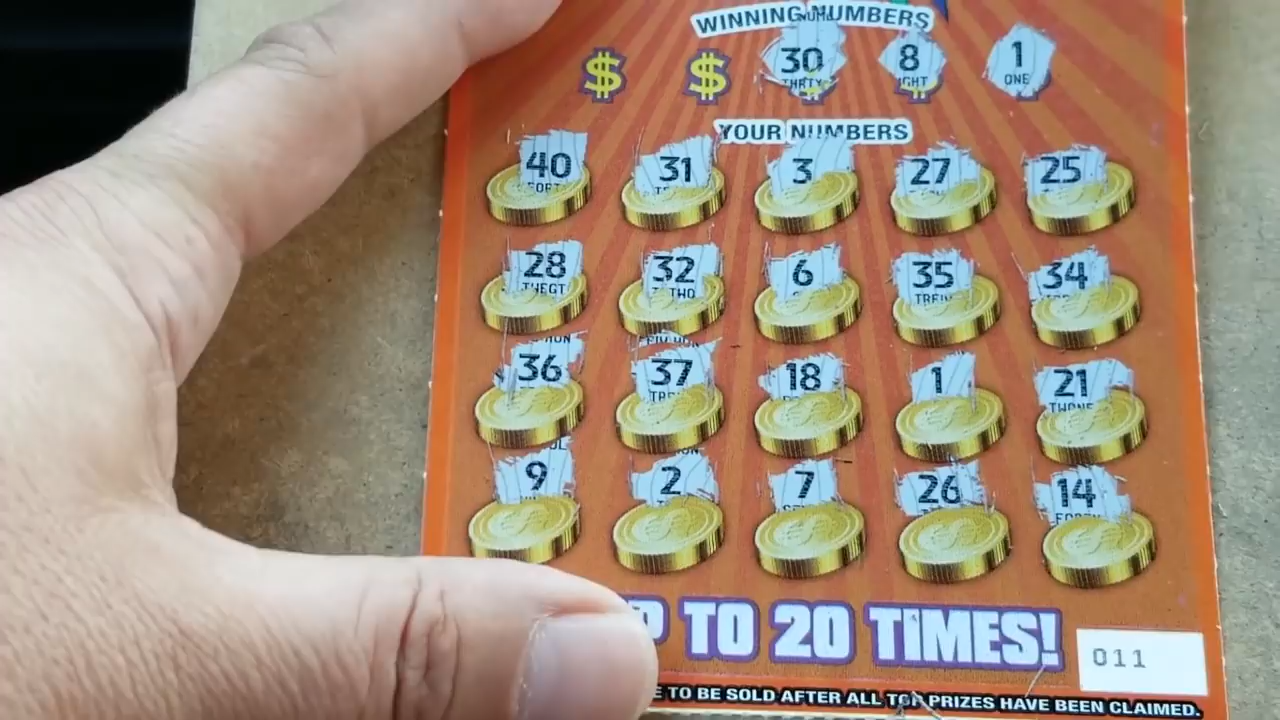 WINNING NUMBERS
$ $ 30 8 1
ONE
YOUR NUMBERS
40 31 3 27 25
28 32 6 35 34
THEGT
36 37 18 1 21
9 2 7 26 14
TO 20 TIMES!
011
TO BE SOLD AFTER ALL TOP PRIZES HAVE BEEN CLAIMED.